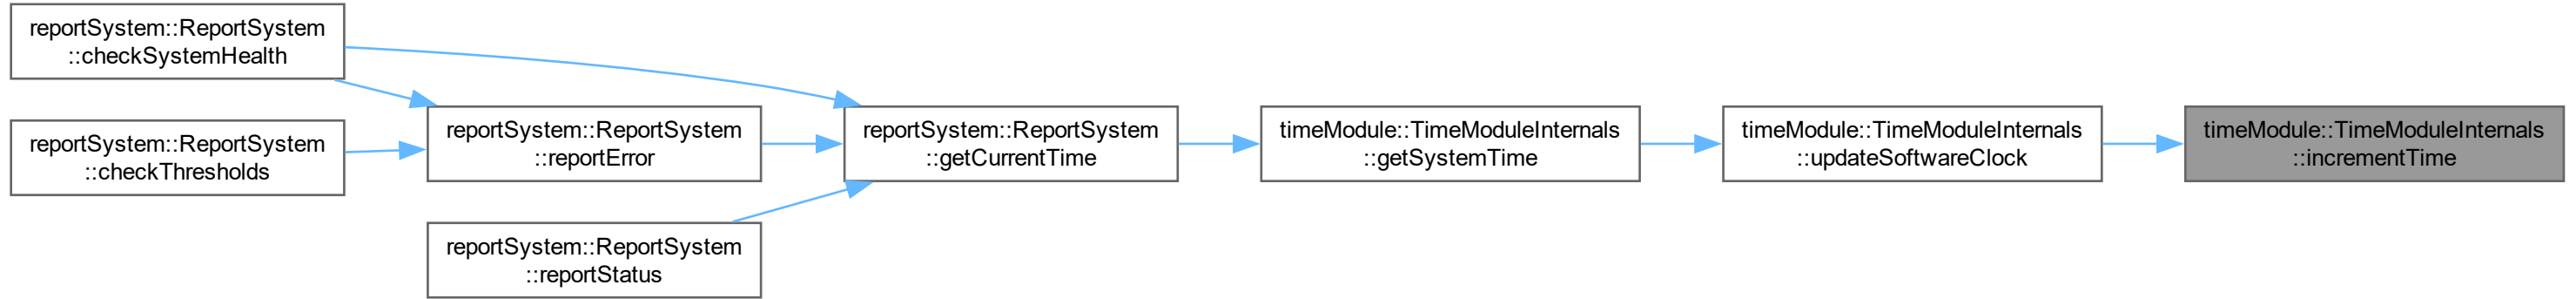 reportSystem::ReportSystem
::checkSystemHealth
reportSystem::ReportSystem
::checkThresholds
reportSystem::ReportSystem
::reportError
reportSystem::ReportSystem
::reportStatus
reportSystem::ReportSystem
::getCurrentTime
timeModule::TimeModuleInternals
::getSystemTime
timeModule::TimeModuleInternals
::updateSoftwareClock
timeModule::TimeModuleInternals
::incrementTime